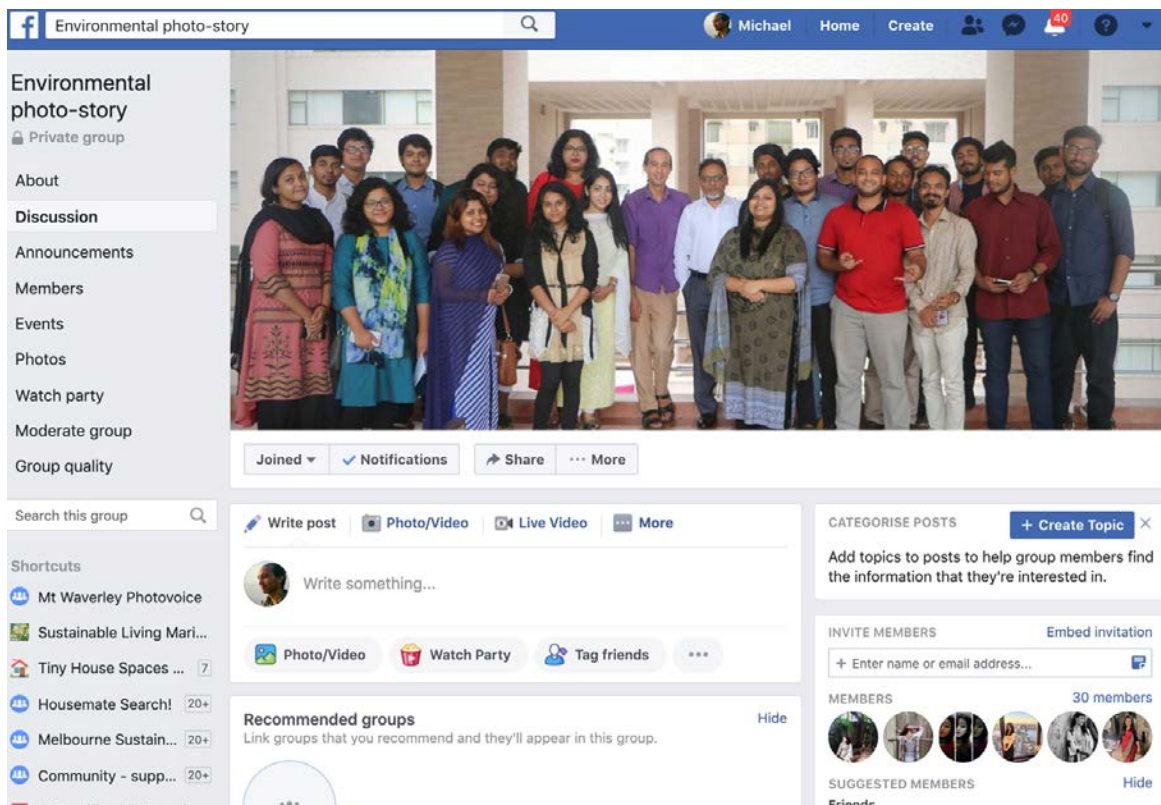 f
Environmental photo-story
Michael
Home
Create
40
?
Environmental
photo-story
Private group
About
Discussion
Announcements
Members
Events
Photos
Watch party
Moderate group
Group quality
Search this group
Shortcuts
Mt Waverley Photovoice
Sustainable Living Mari...
Tiny House Spaces ... 7
Housemate Search! 20+
Melbourne Sustain... 20+
Community - supp... 20+
Joined
Notifications
Share
··· More
Write post
Photo/Video
Live Video
More
Write something...
Photo/Video
Watch Party
Tag friends
Recommended groups
Hide
Link groups that you recommend and they'll appear in this group.
CATEGORISE POSTS
+ Create Topic
Add topics to posts to help group members find
the information that they're interested in.
INVITE MEMBERS
Embed invitation
+ Enter name or email address...
MEMBERS
30 members
SUGGESTED MEMBERS
Hide
Friends